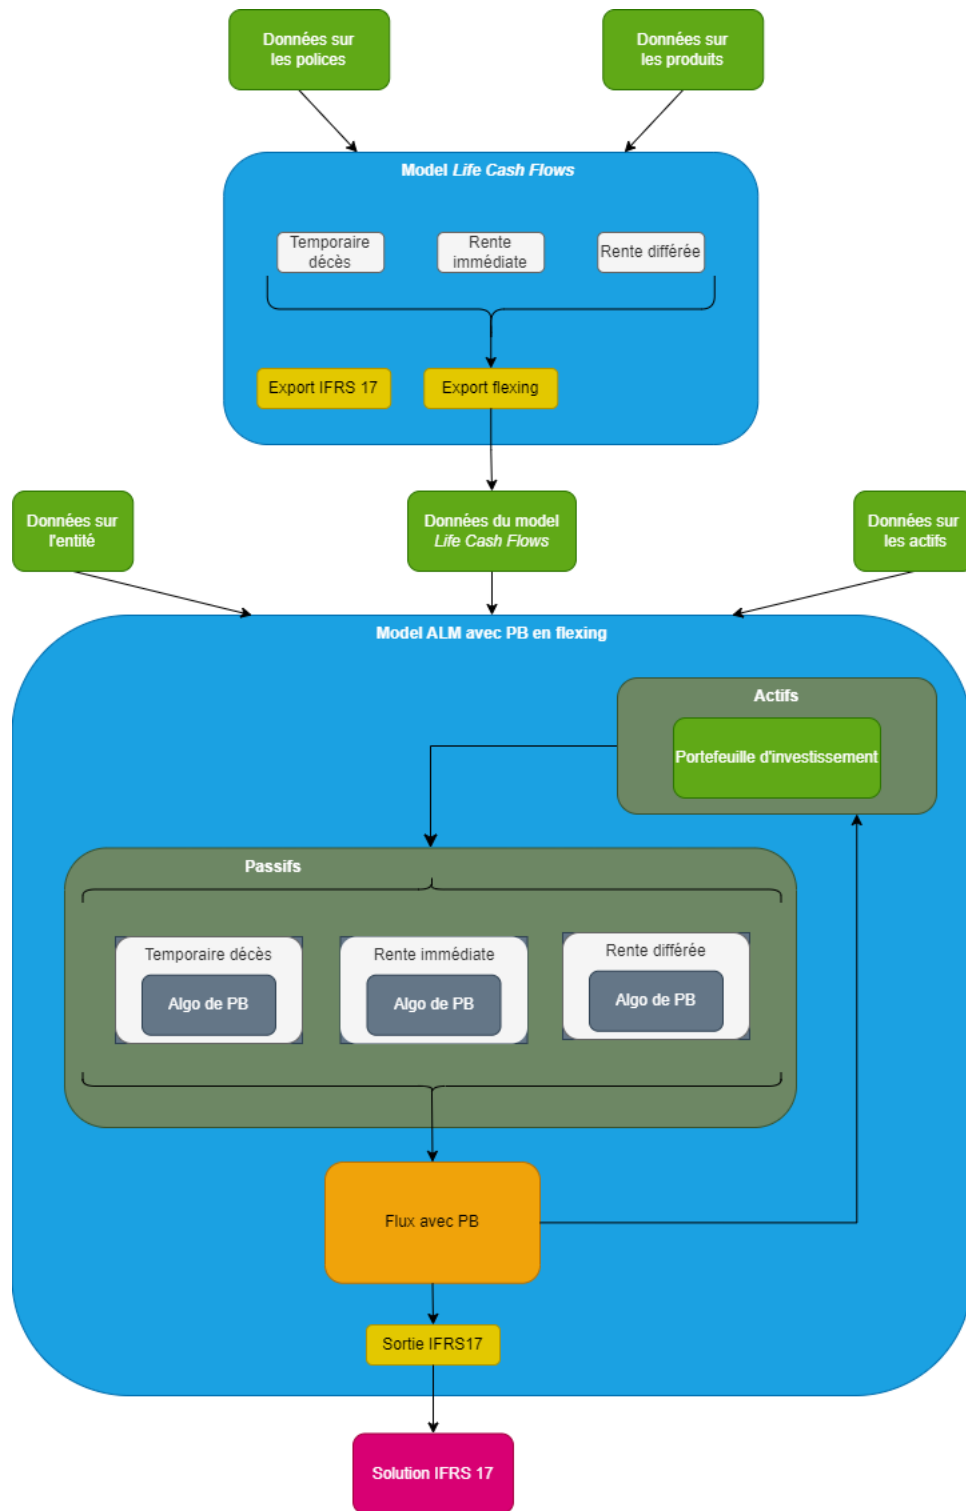 Données sur
les polices
Données sur
les produits
Model Life Cash Flows
Temporaire
décès
Rente
immédiate
Rente différée
Export IFRS 17
Export flexing
Données sur
l'entité
Données du model
Life Cash Flows
Données sur
les actifs
Model ALM avec PB en flexing
Actifs
Portefeuille d'investissement
Passifs
Temporaire décès
Algo de PB
Rente immédiate
Algo de PB
Rente différée
Algo de PB
Flux avec PB
Sortie IFRS17
Solution IFRS 17